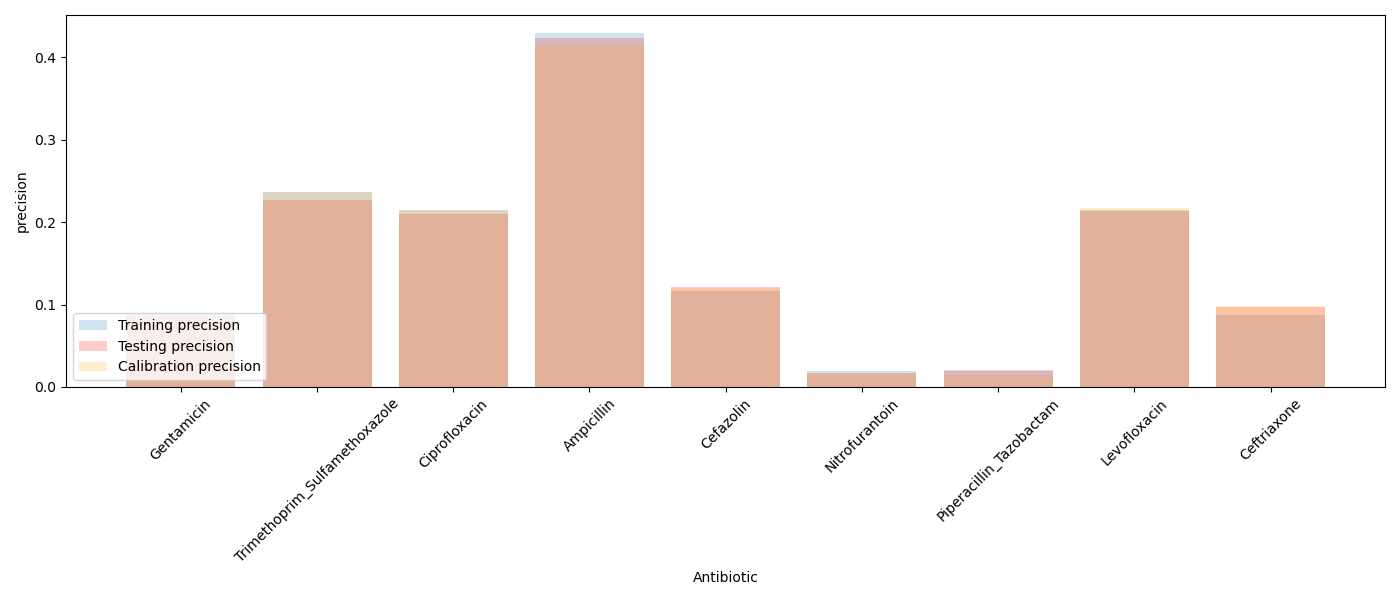 0.4
0.3
0.2
0.1
0.0
precision
Training precision
Testing precision
Calibration precision
Gentamicin
Trimethoprim_Sulfamethoxazole
Ciprofloxacin
Ampicillin
Cefazolin
Nitrofurantoin
Piperacillin_Tazobactam
Levofloxacin
Ceftriaxone
Antibiotic